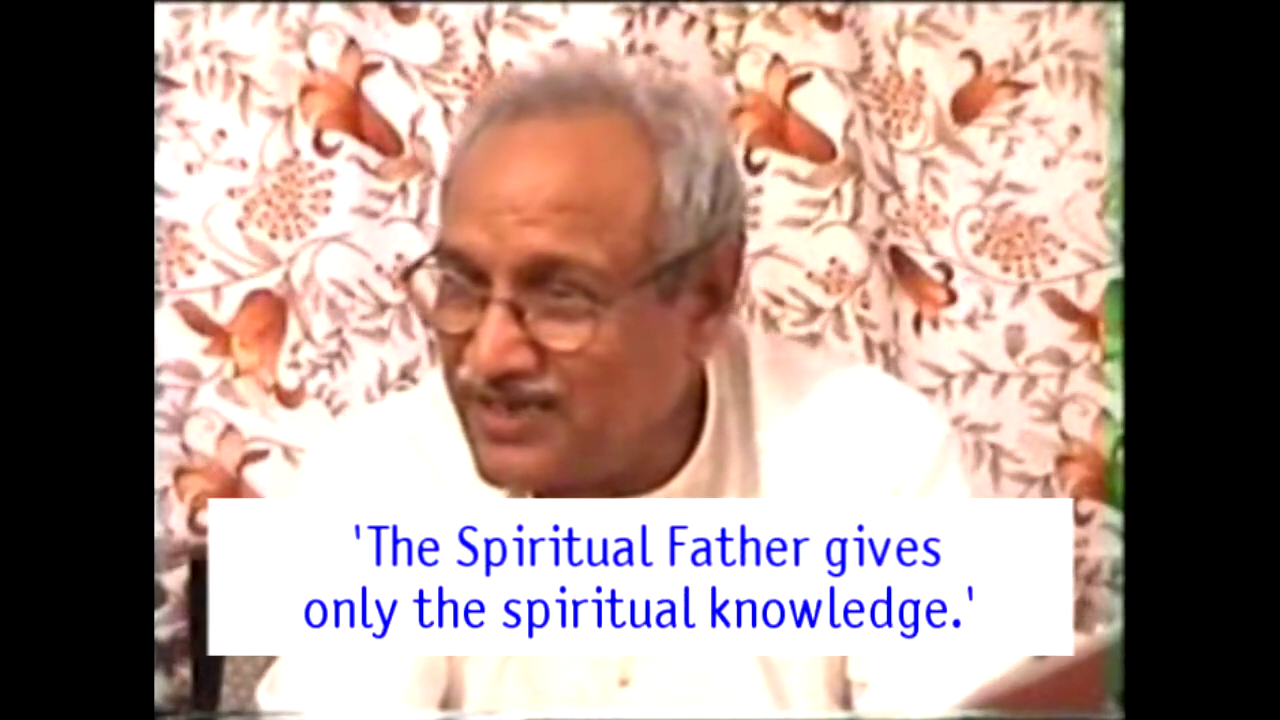 'The Spiritual Father gives
only the spiritual knowledge.'